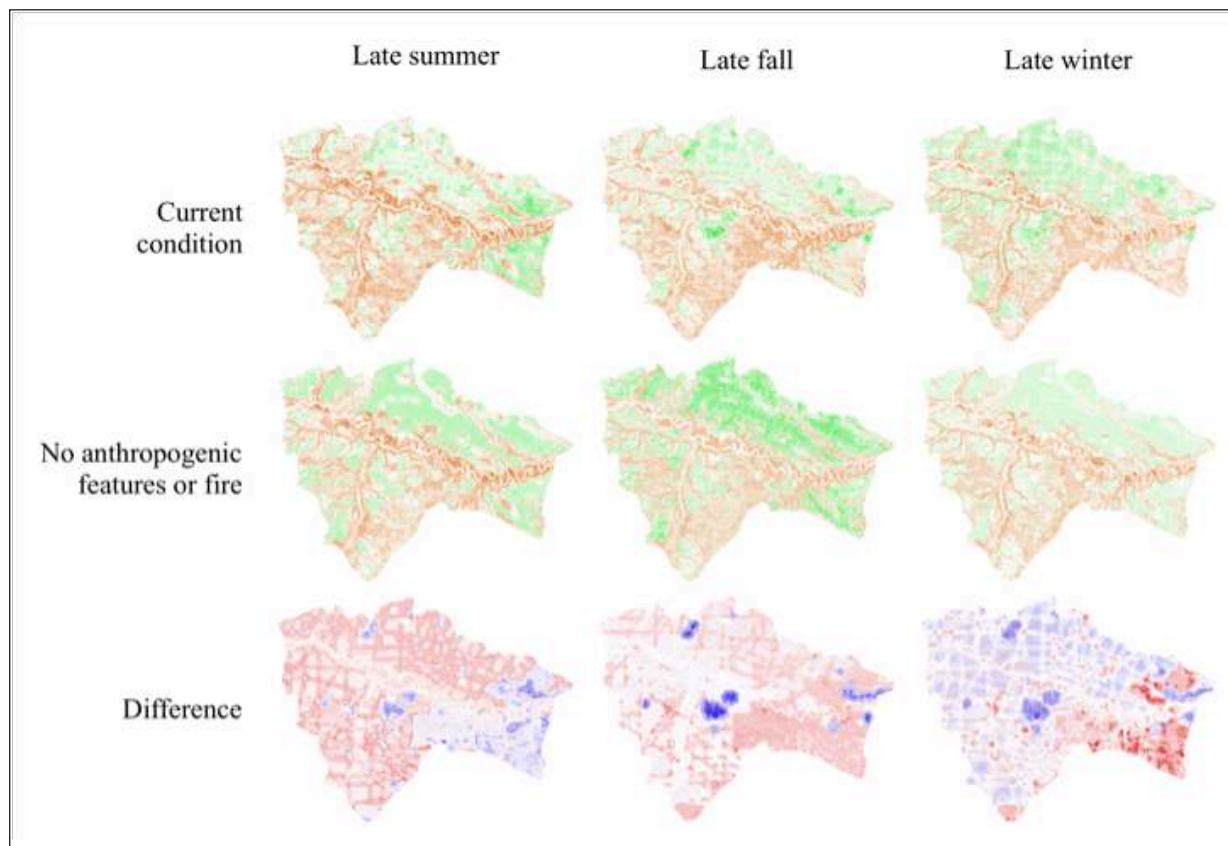 Late summer
Late fall
Late winter
Current
condition
No anthropogenic
features or fire
Difference